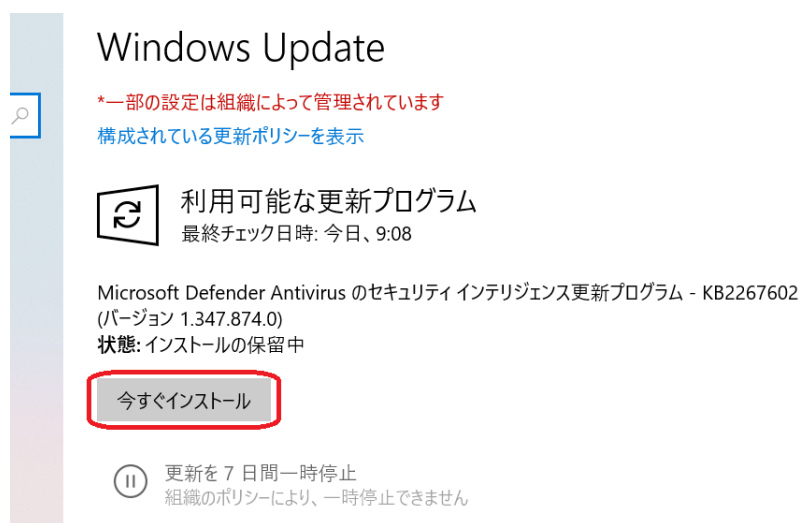 Windows Update
*一部の設定は組織によって管理されています
構成されている更新ポリシーを表示
利用可能な更新プログラム
最終チェック日時: 今日、9:08
Microsoft Defender Antivirus のセキュリティ インテリジェンス更新プログラム - KB2267602
(バージョン 1.347.874.0)
状態: インストールの保留中
今すぐインストール
更新を 7 日間一時停止
組織のポリシーにより、一時停止できません